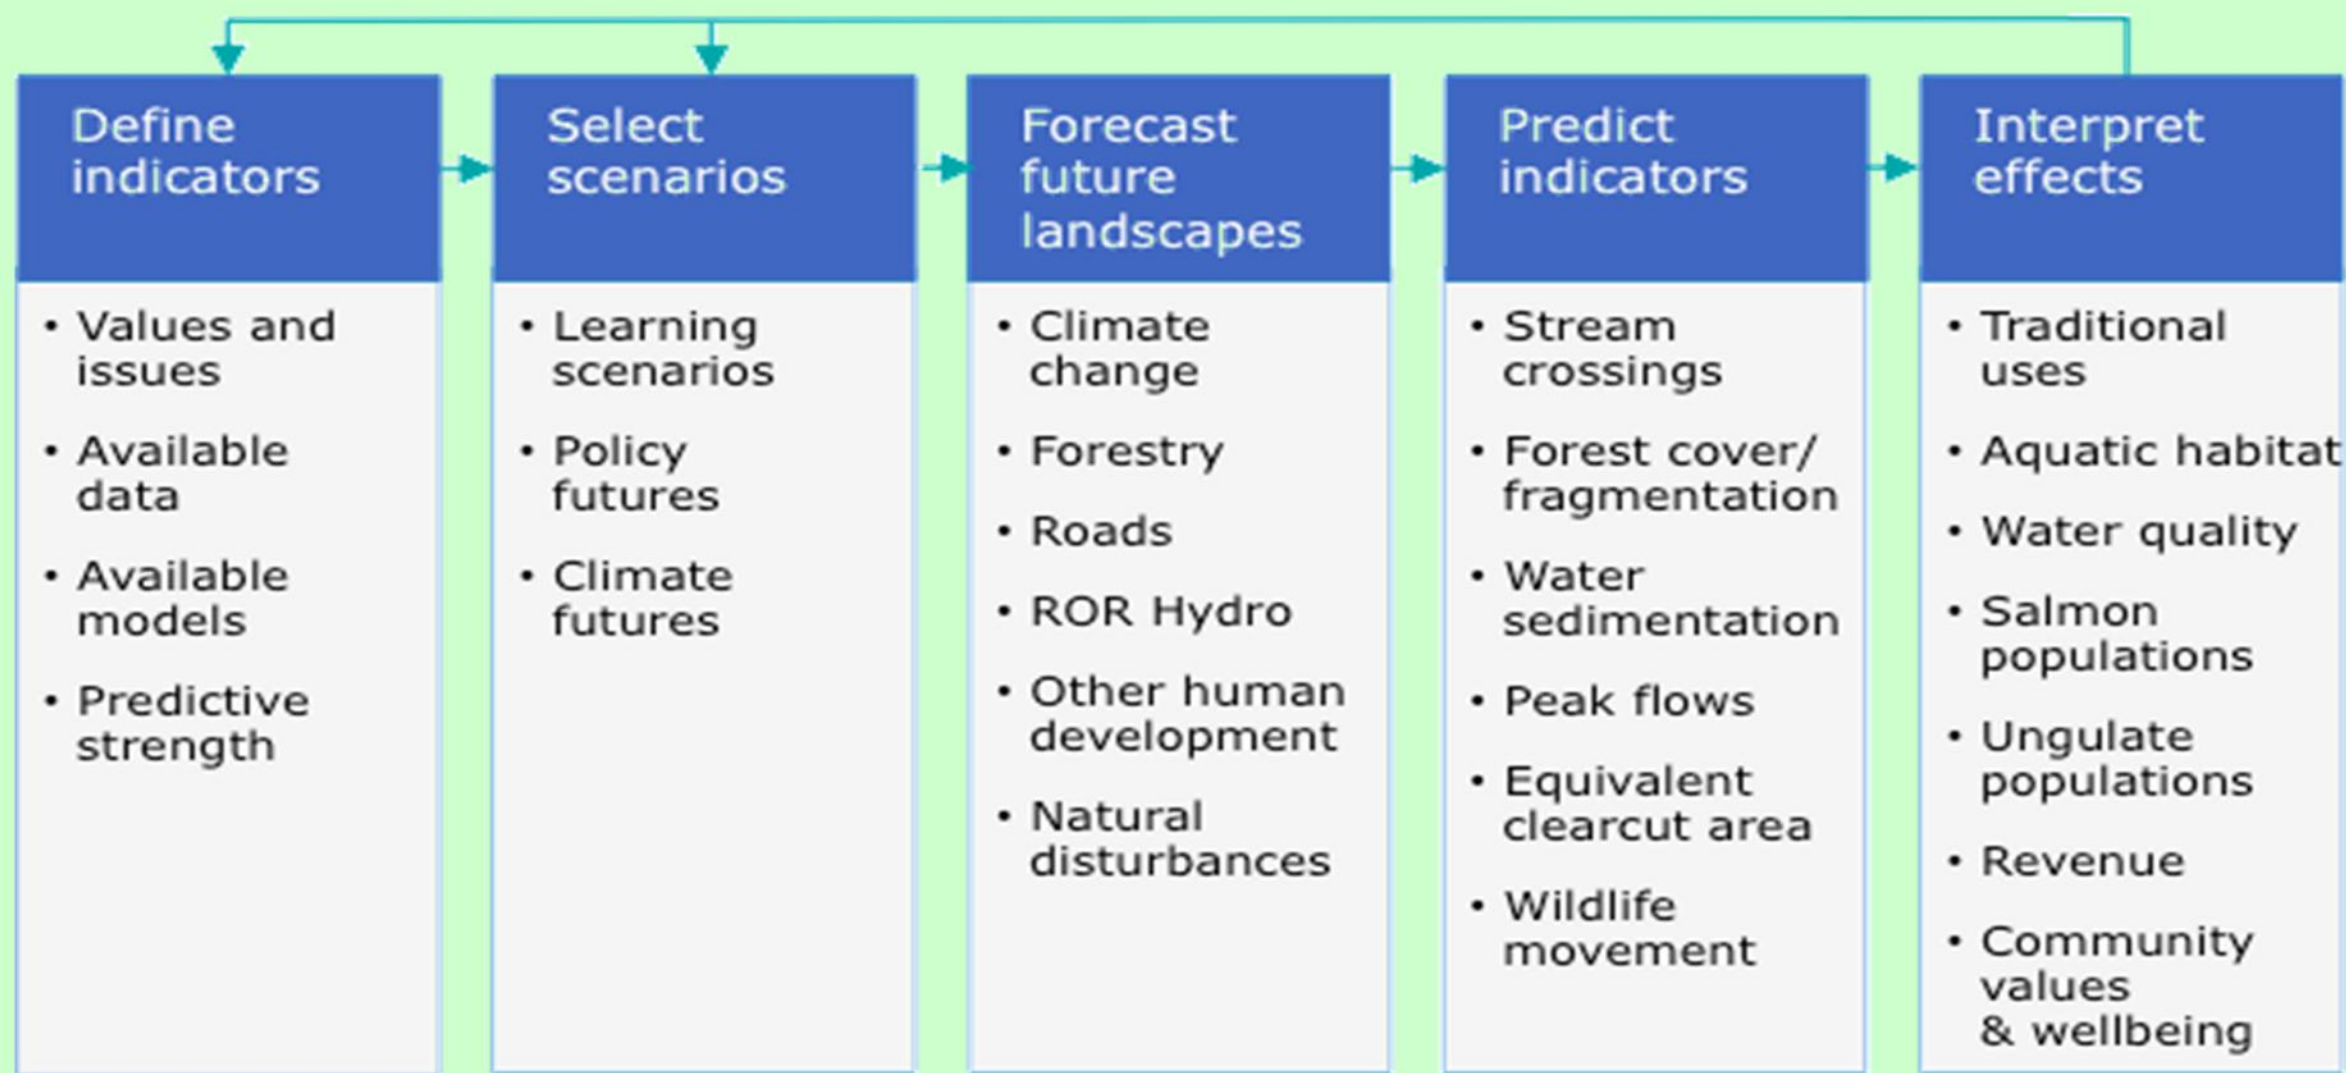 Define
indicators
• Values and
issues
• Available
data
• Available
models
• Predictive
strength
Select
scenarios
• Learning
scenarios
• Policy
futures
• Climate
futures
Forecast
future
landscapes
• Climate
change
• Forestry
• Roads
• ROR Hydro
• Other human
development
• Natural
disturbances
Predict
indicators
• Stream
crossings
• Forest cover/
fragmentation
• Water
sedimentation
• Peak flows
• Equivalent
clearcut area
• Wildlife
movement
Interpret
effects
• Traditional
uses
• Aquatic habitat
• Water quality
• Salmon
populations
• Ungulate
populations
• Revenue
• Community
values
& wellbeing